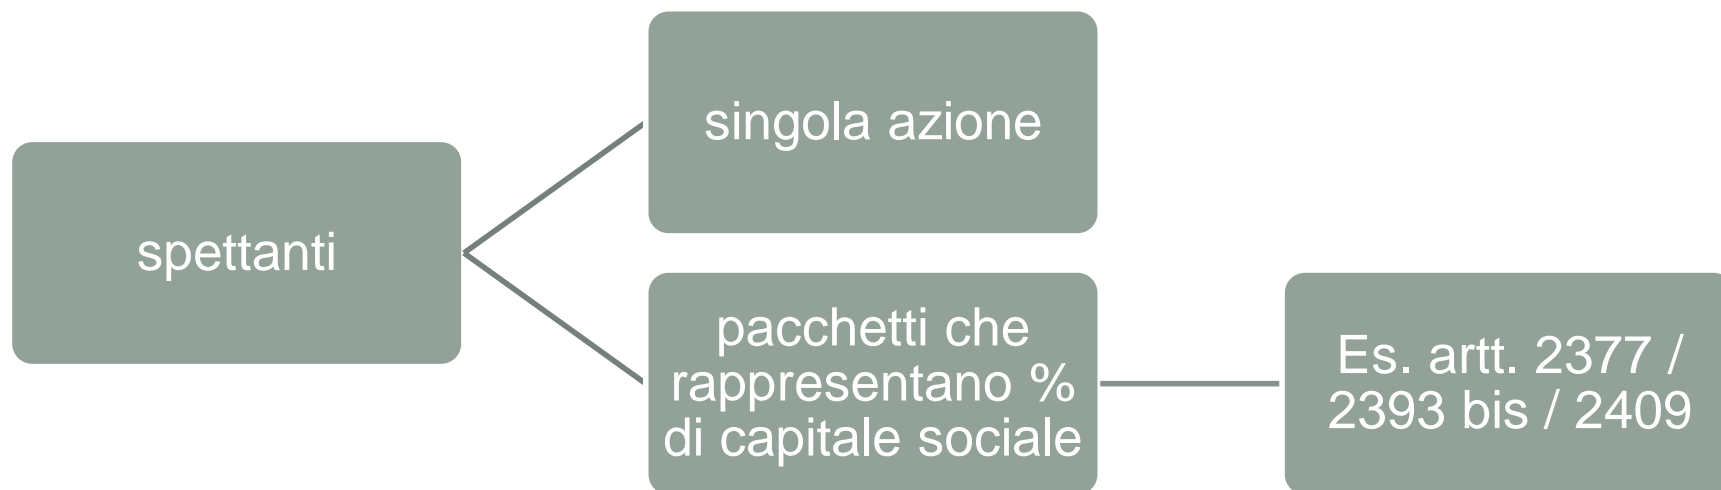 spettanti
singola azione
pacchetti che
rappresentano %
di capitale sociale
Es. artt. 2377 /
2393 bis / 2409